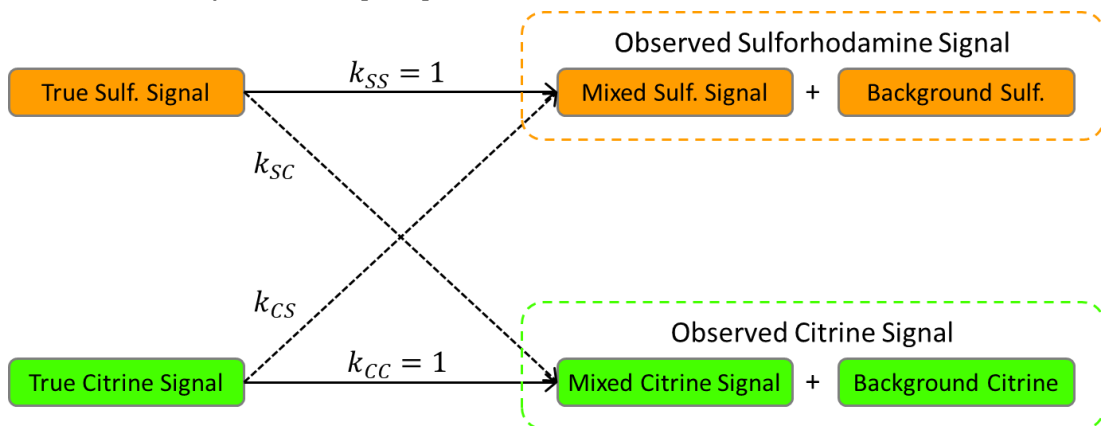 Observed Sulforhodamine Signal
True Sulf. Signal
k_SS = 1
Mixed Sulf. Signal + Background Sulf.
k_SC
k_CS
Observed Citrine Signal
True Citrine Signal
k_CC = 1
Mixed Citrine Signal + Background Citrine